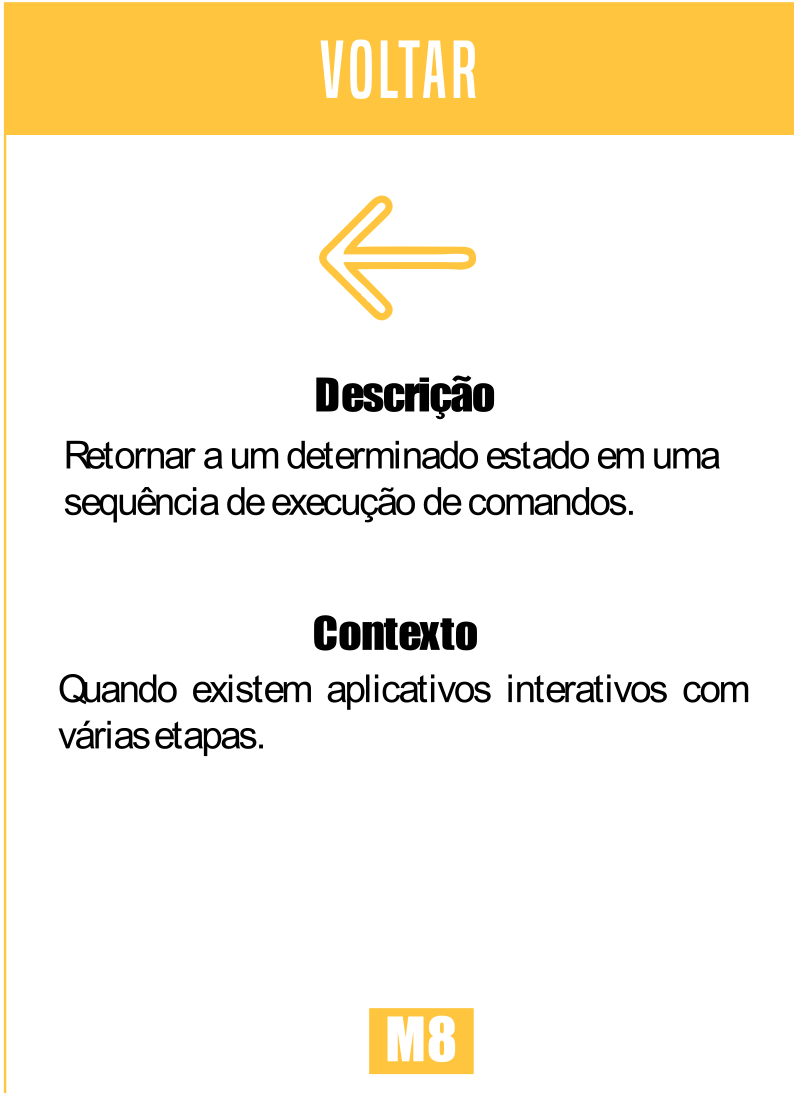 VOLTAR
Descrição
Retornar a um determinado estado em uma
sequência de execução de comandos.
Contexto
Quando existem aplicativos interativos com
várias etapas.
M8